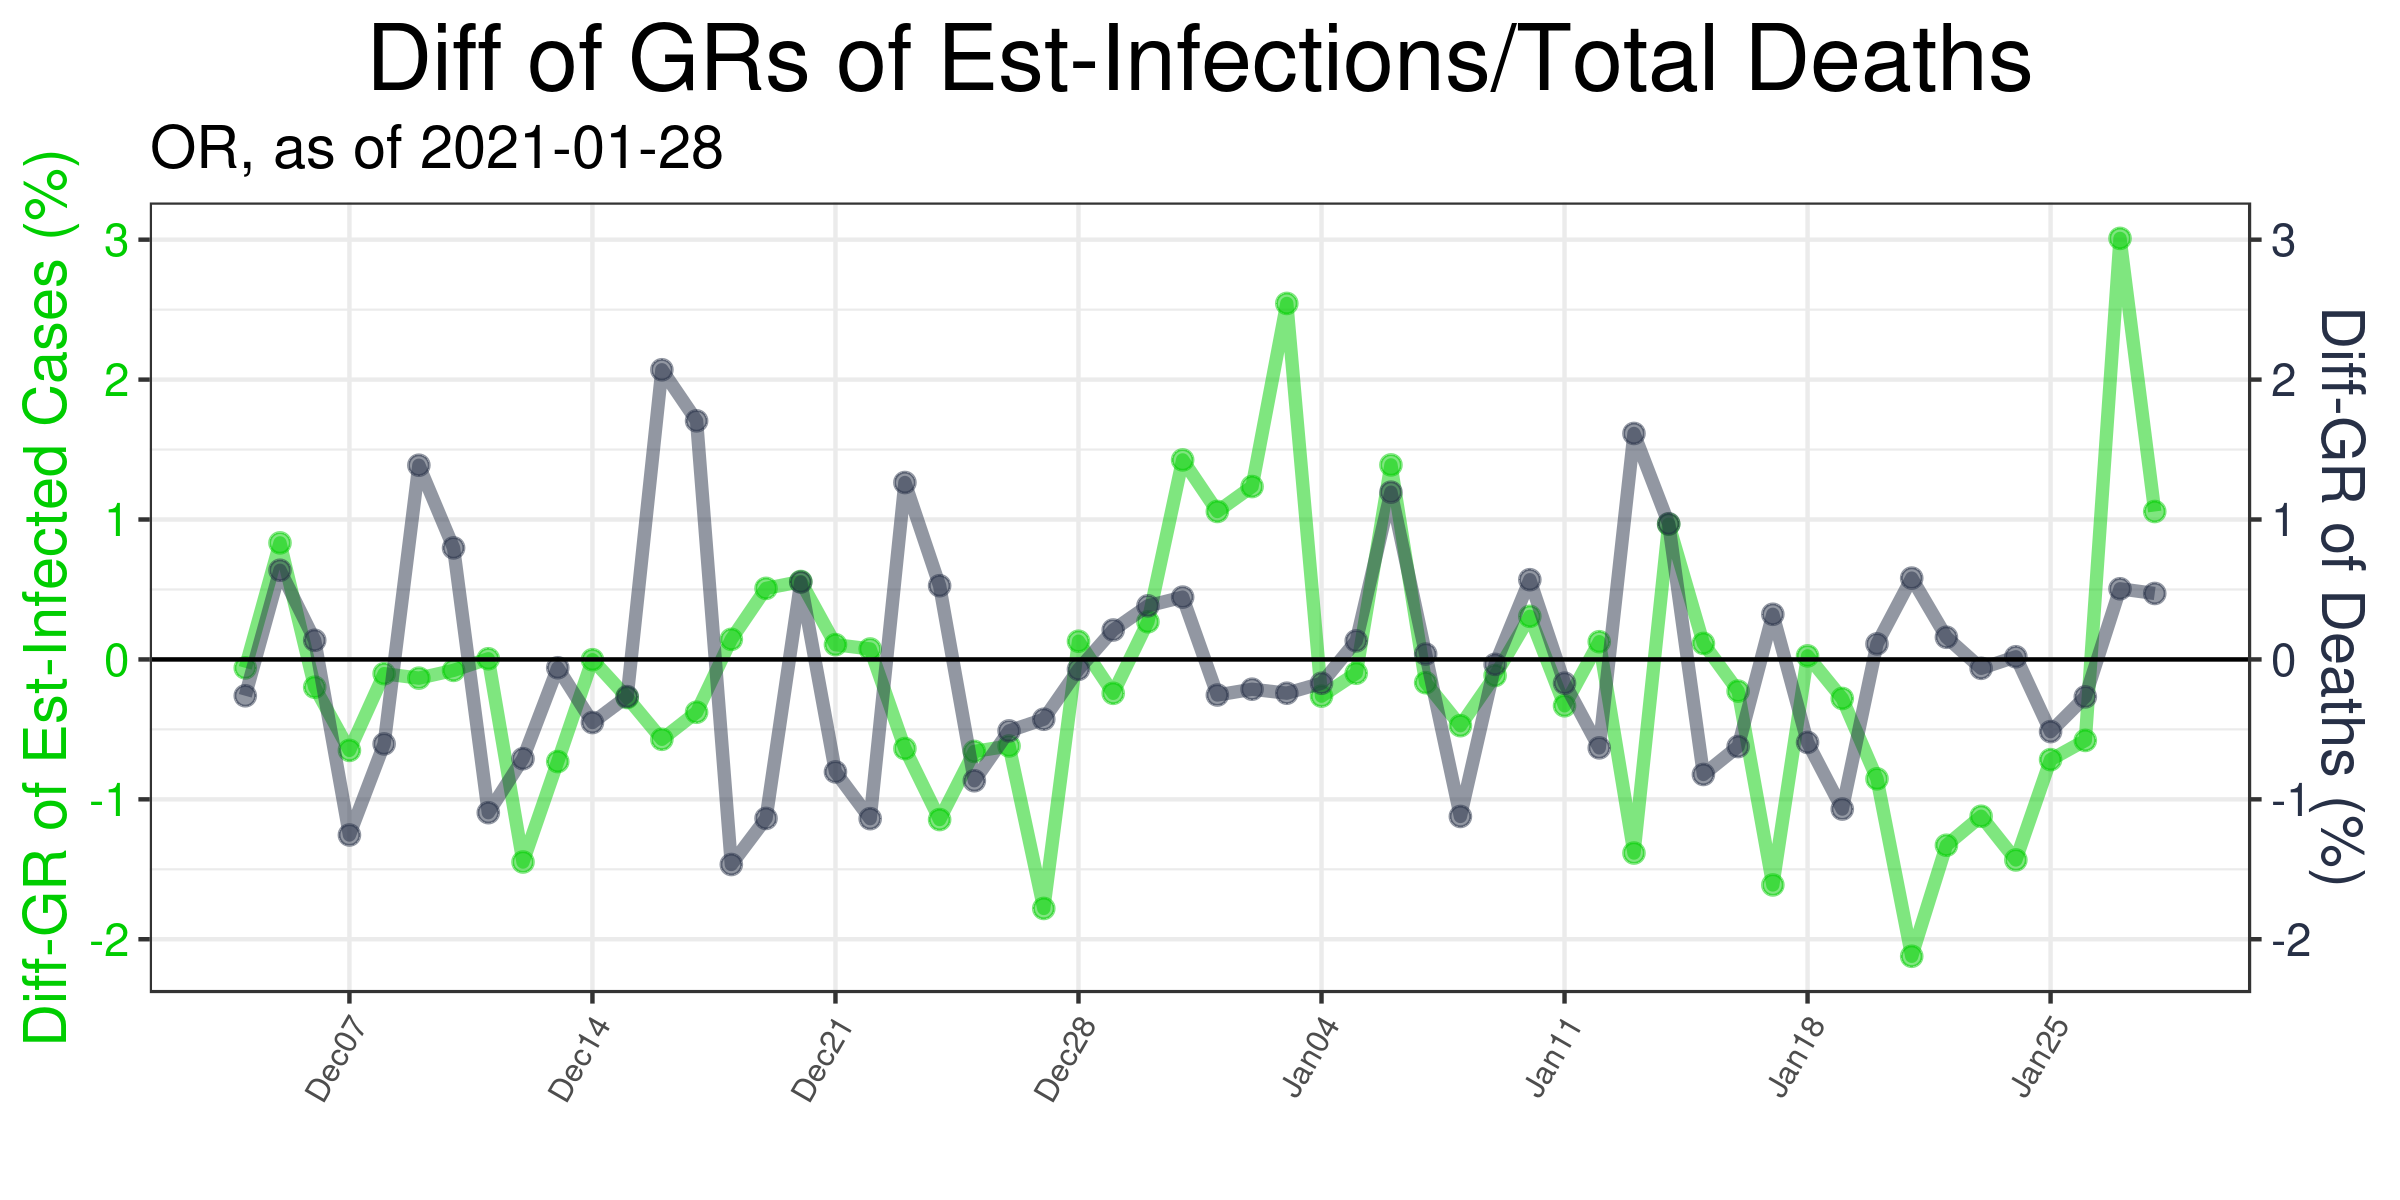 Diff of GRs of Est-Infections/Total Deaths
OR, as of 2021-01-28
Diff-GR of Est-Infected Cases (%)
3
2
1
0
-1
-2
3
2
1
0
-1
-2
Diff-GR of Deaths (%)
Dec07
Dec14
Dec21
Dec28
Jan04
Jan11
Jan18
Jan25